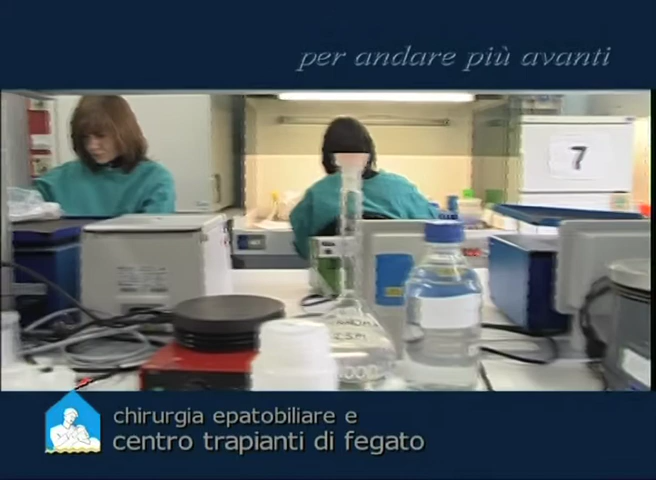 per andare più avanti
7
chirurgia epatobiliare e
centro trapianti di fegato